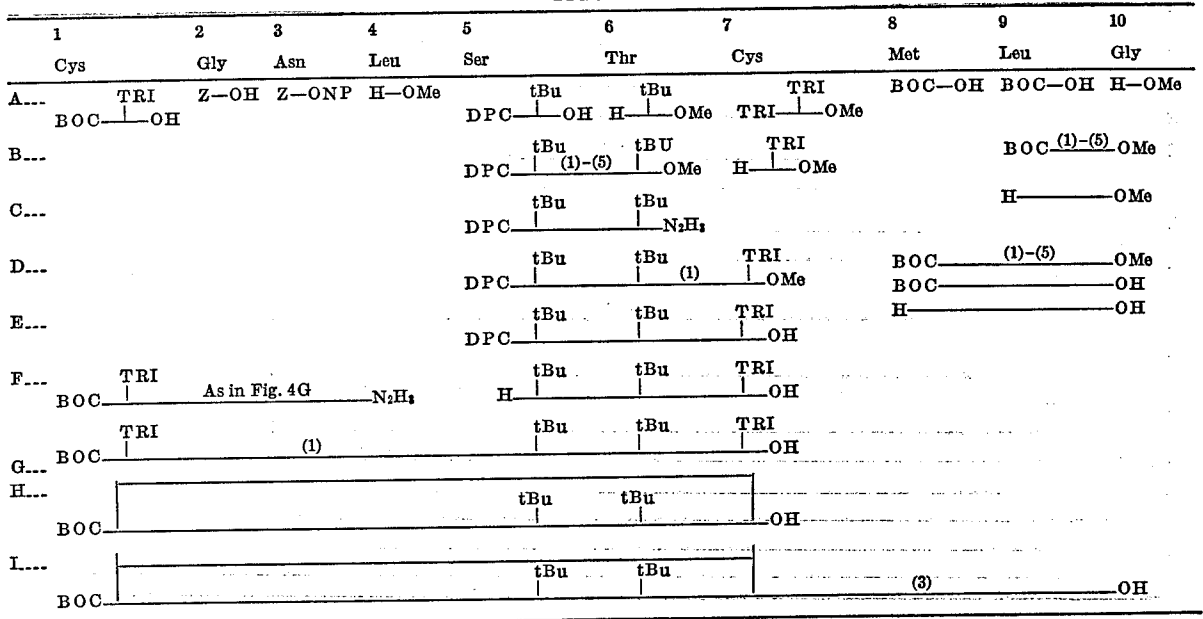 1 2 3 4 5 6 7 8 9 10
Cys Gly Asn Leu Ser Thr Cys Met Leu Gly
A--- TRI Z—OH Z—ONP H—OMe tBu tBu TRI BOC—OH BOC—OH H—OMe
BOC OH DPC OH H OMe TRI OMe
B--- tBu (1)-(5) tBU TRI BOC (1)-(5) OMe
DPC OMe H OMe
C--- tBu tBu H OMe
DPC N₂H₃
D--- tBu tBu (1) TRI BOC (1)-(5) OMe
DPC OMe BOC OH
E--- tBu tBu TRI H OH
DPC OH
F--- TRI As in Fig. 4G tBu tBu TRI
BOC N₂H₃ H OH
TRI (1) tBu tBu TRI
G--- BOC OH
H--- tBu tBu
BOC OH
I---- tBu tBu (3)
BOC OH